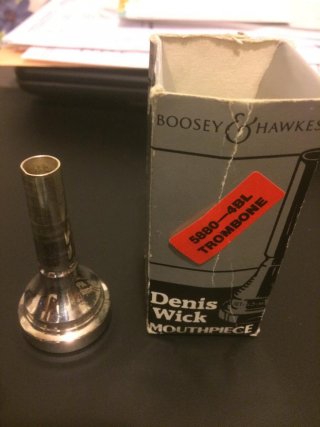 BOOSEY & HAWKES
5880-4BL
TROMBONE
Denis
Wick
MOUTHPIECE